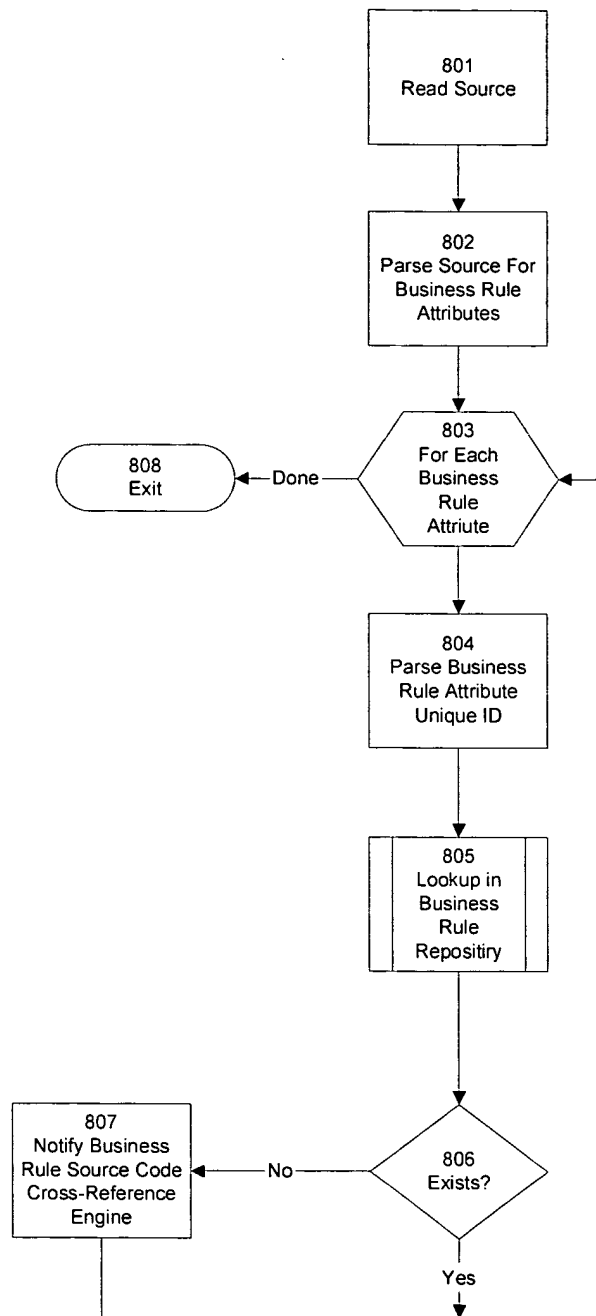 801
Read Source
802
Parse Source For
Business Rule
Attributes
803
For Each
Business
Rule
Attriute
Done
808
Exit
804
Parse Business
Rule Attribute
Unique ID
805
Lookup in
Business
Rule
Repositiry
806
Exists?
No
807
Notify Business
Rule Source Code
Cross-Reference
Engine
Yes